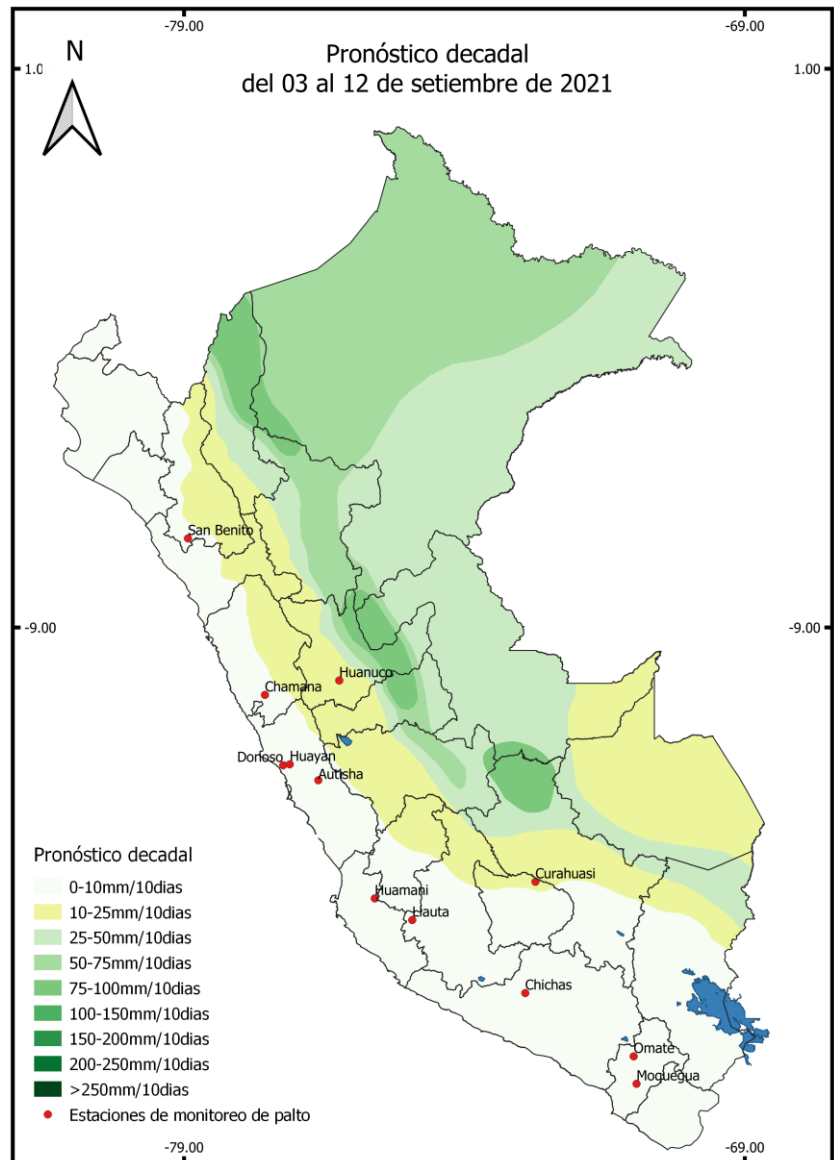 -79.00
-69.00
N
Pronóstico decadal
del 03 al 12 de setiembre de 2021
1.0
1.00
San Benito
-9.00
-9.00
Huanuco
Chamana
Donoso
Huayan
Autisha
Pronóstico decadal
0-10mm/10dias
10-25mm/10dias
25-50mm/10dias
50-75mm/10dias
75-100mm/10dias
100-150mm/10dias
150-200mm/10dias
200-250mm/10dias
>250mm/10dias
Estaciones de monitoreo de palto
Curahuasi
Huamani
Chichas
Omate
Moquegua
-79.00
-69.00